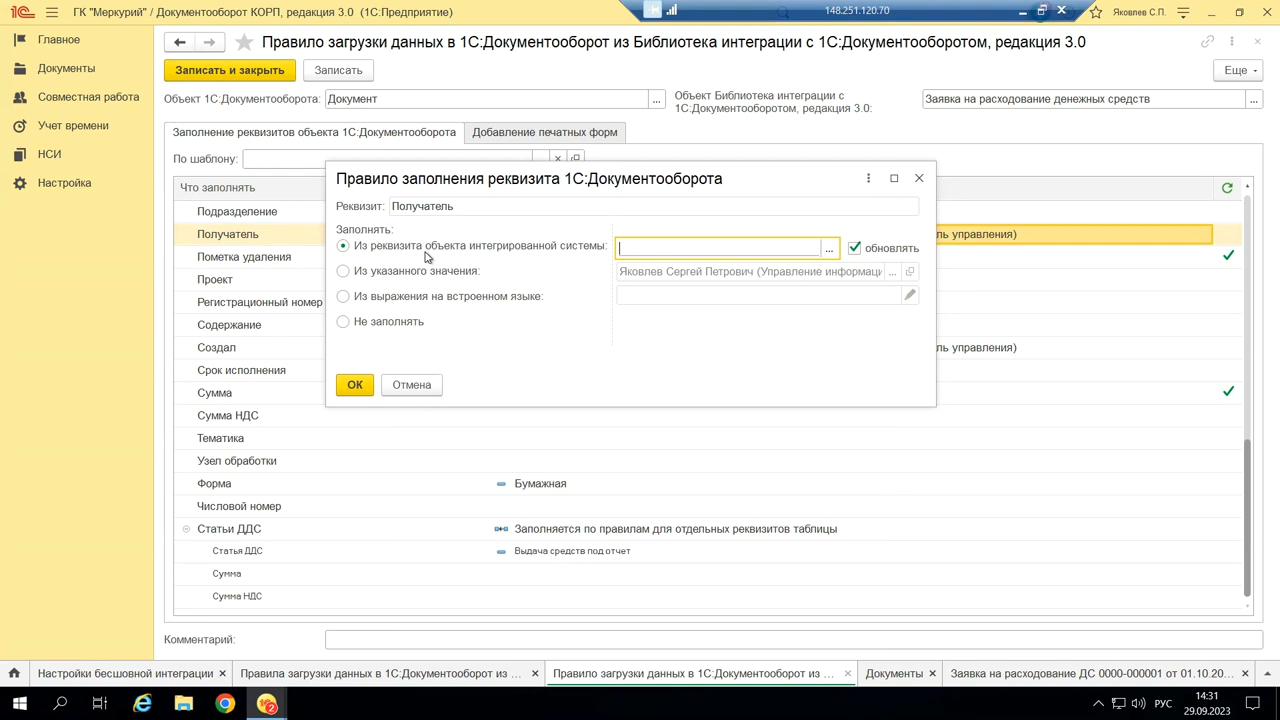 ГК "Меркурий" / Документооборот КОРП, редакция 3.0 (1С:Предприятие)
148.251.120.70
Яковлев С.П.
Главное
Документы
Совместная работа
Учет времени
НСИ
Настройка
Правило загрузки данных в 1С:Документооборот из Библиотека интеграции с 1С:Документооборотом, редакция 3.0
Записать и закрыть
Записать
Еще
Объект 1С:Документооборота: Документ
Объект Библиотека интеграции с
1С:Документооборотом, редакция 3.0:
Заявка на расходование денежных средств
Заполнение реквизитов объекта 1С:Документооборота
Добавление печатных форм
По шаблону:
Что заполнять
Подразделение
Получатель
ль управления)
Пометка удаления
Проект
Регистрационный номер
Содержание
Создал
ль управления)
Срок исполнения
Сумма
Сумма НДС
Тематика
Узел обработки
Форма
Бумажная
Числовой номер
Статьи ДДС
Заполняется по правилам для отдельных реквизитов таблицы
Статья ДДС
Выдача средств под отчет
Сумма
Сумма НДС
Правило заполнения реквизита 1С:Документооборота
Реквизит: Получатель
Заполнять:
Из реквизита объекта интегрированной системы:
обновлять
Из указанного значения:
Яковлев Сергей Петрович (Управление информаци
Из выражения на встроенном языке:
Не заполнять
ОК
Отмена
Комментарий:
Настройки бесшовной интеграции
Правила загрузки данных в 1С:Документооборот из ...
Правило загрузки данных в 1С:Документооборот из ...
Документы
Заявка на расходование ДС 0000-000001 от 01.10.20...
2
РУС
14:31
29.09.2023